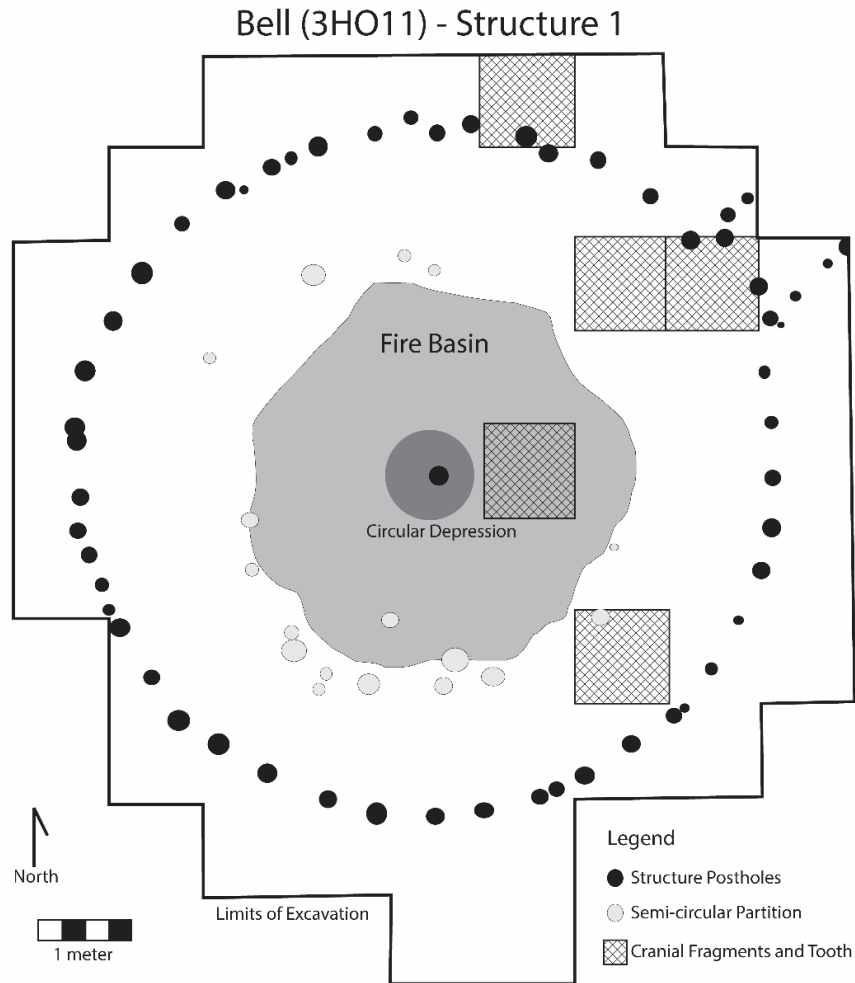 Bell (3HO11) - Structure 1
Fire Basin
Circular Depression
North
1 meter
Limits of Excavation
Legend
Structure Postholes
Semi-circular Partition
Cranial Fragments and Tooth